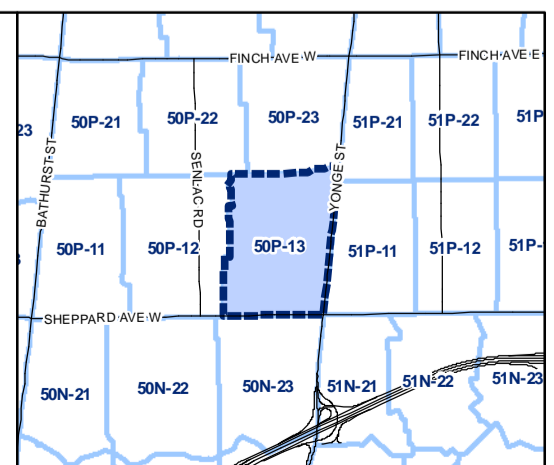 FINCH AVE W
FINCH AVE E
23
50P-21
50P-22
50P-23
51P-21
51P-22
51P
BATHURST ST
SENLAC RD
YONGE ST
50P-11
50P-12
50P-13
51P-11
51P-12
51P-
SHEPPARD AVE W
50N-21
50N-22
50N-23
51N-21
51N-22
51N-23